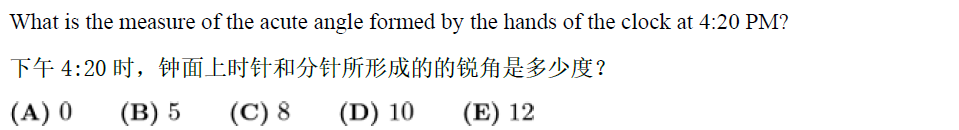 What is the measure of the acute angle formed by the hands of the clock at 4:20 PM?
下午 4:20 时，钟面上时针和分针所形成的的锐角是多少度？
(A) 0 (B) 5 (C) 8 (D) 10 (E) 12